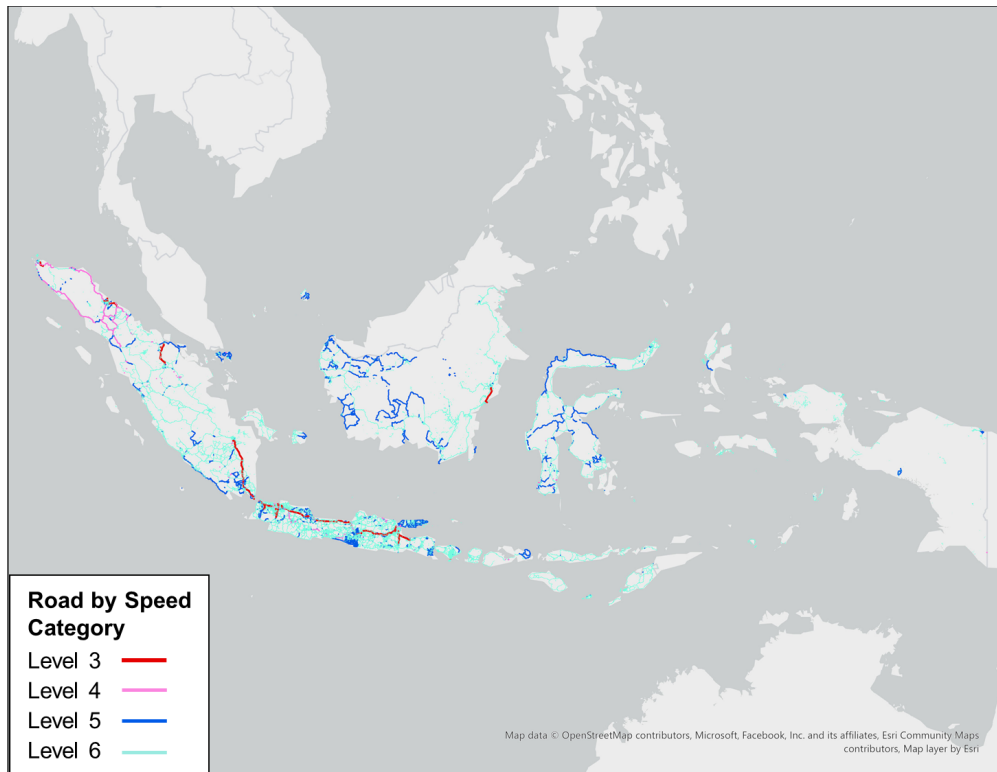 Road by Speed
Category
Level 3
Level 4
Level 5
Level 6
Map data © OpenStreetMap contributors, Microsoft, Facebook, Inc. and its affiliates, Esri Community Maps
contributors, Map layer by Esri